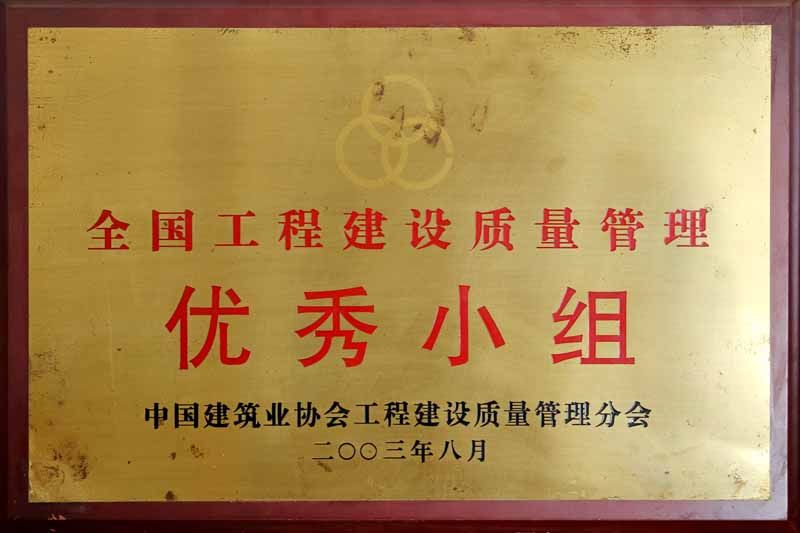 全国工程建设质量管理
优秀小组
中国建筑业协会工程建设质量管理分会
二〇〇三年八月